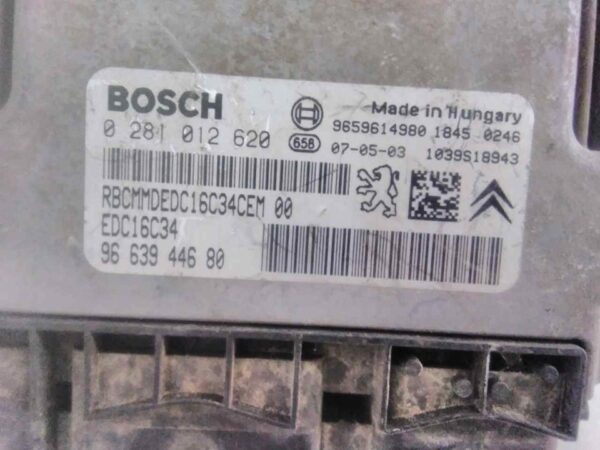 BOSCH
Made in Hungary
0 281 012 620
9659614980 1845 0246
658
07-05-03 1039S18943
RBCMMDEDC16C34CEM 00
EDC16C34
96 639 446 80